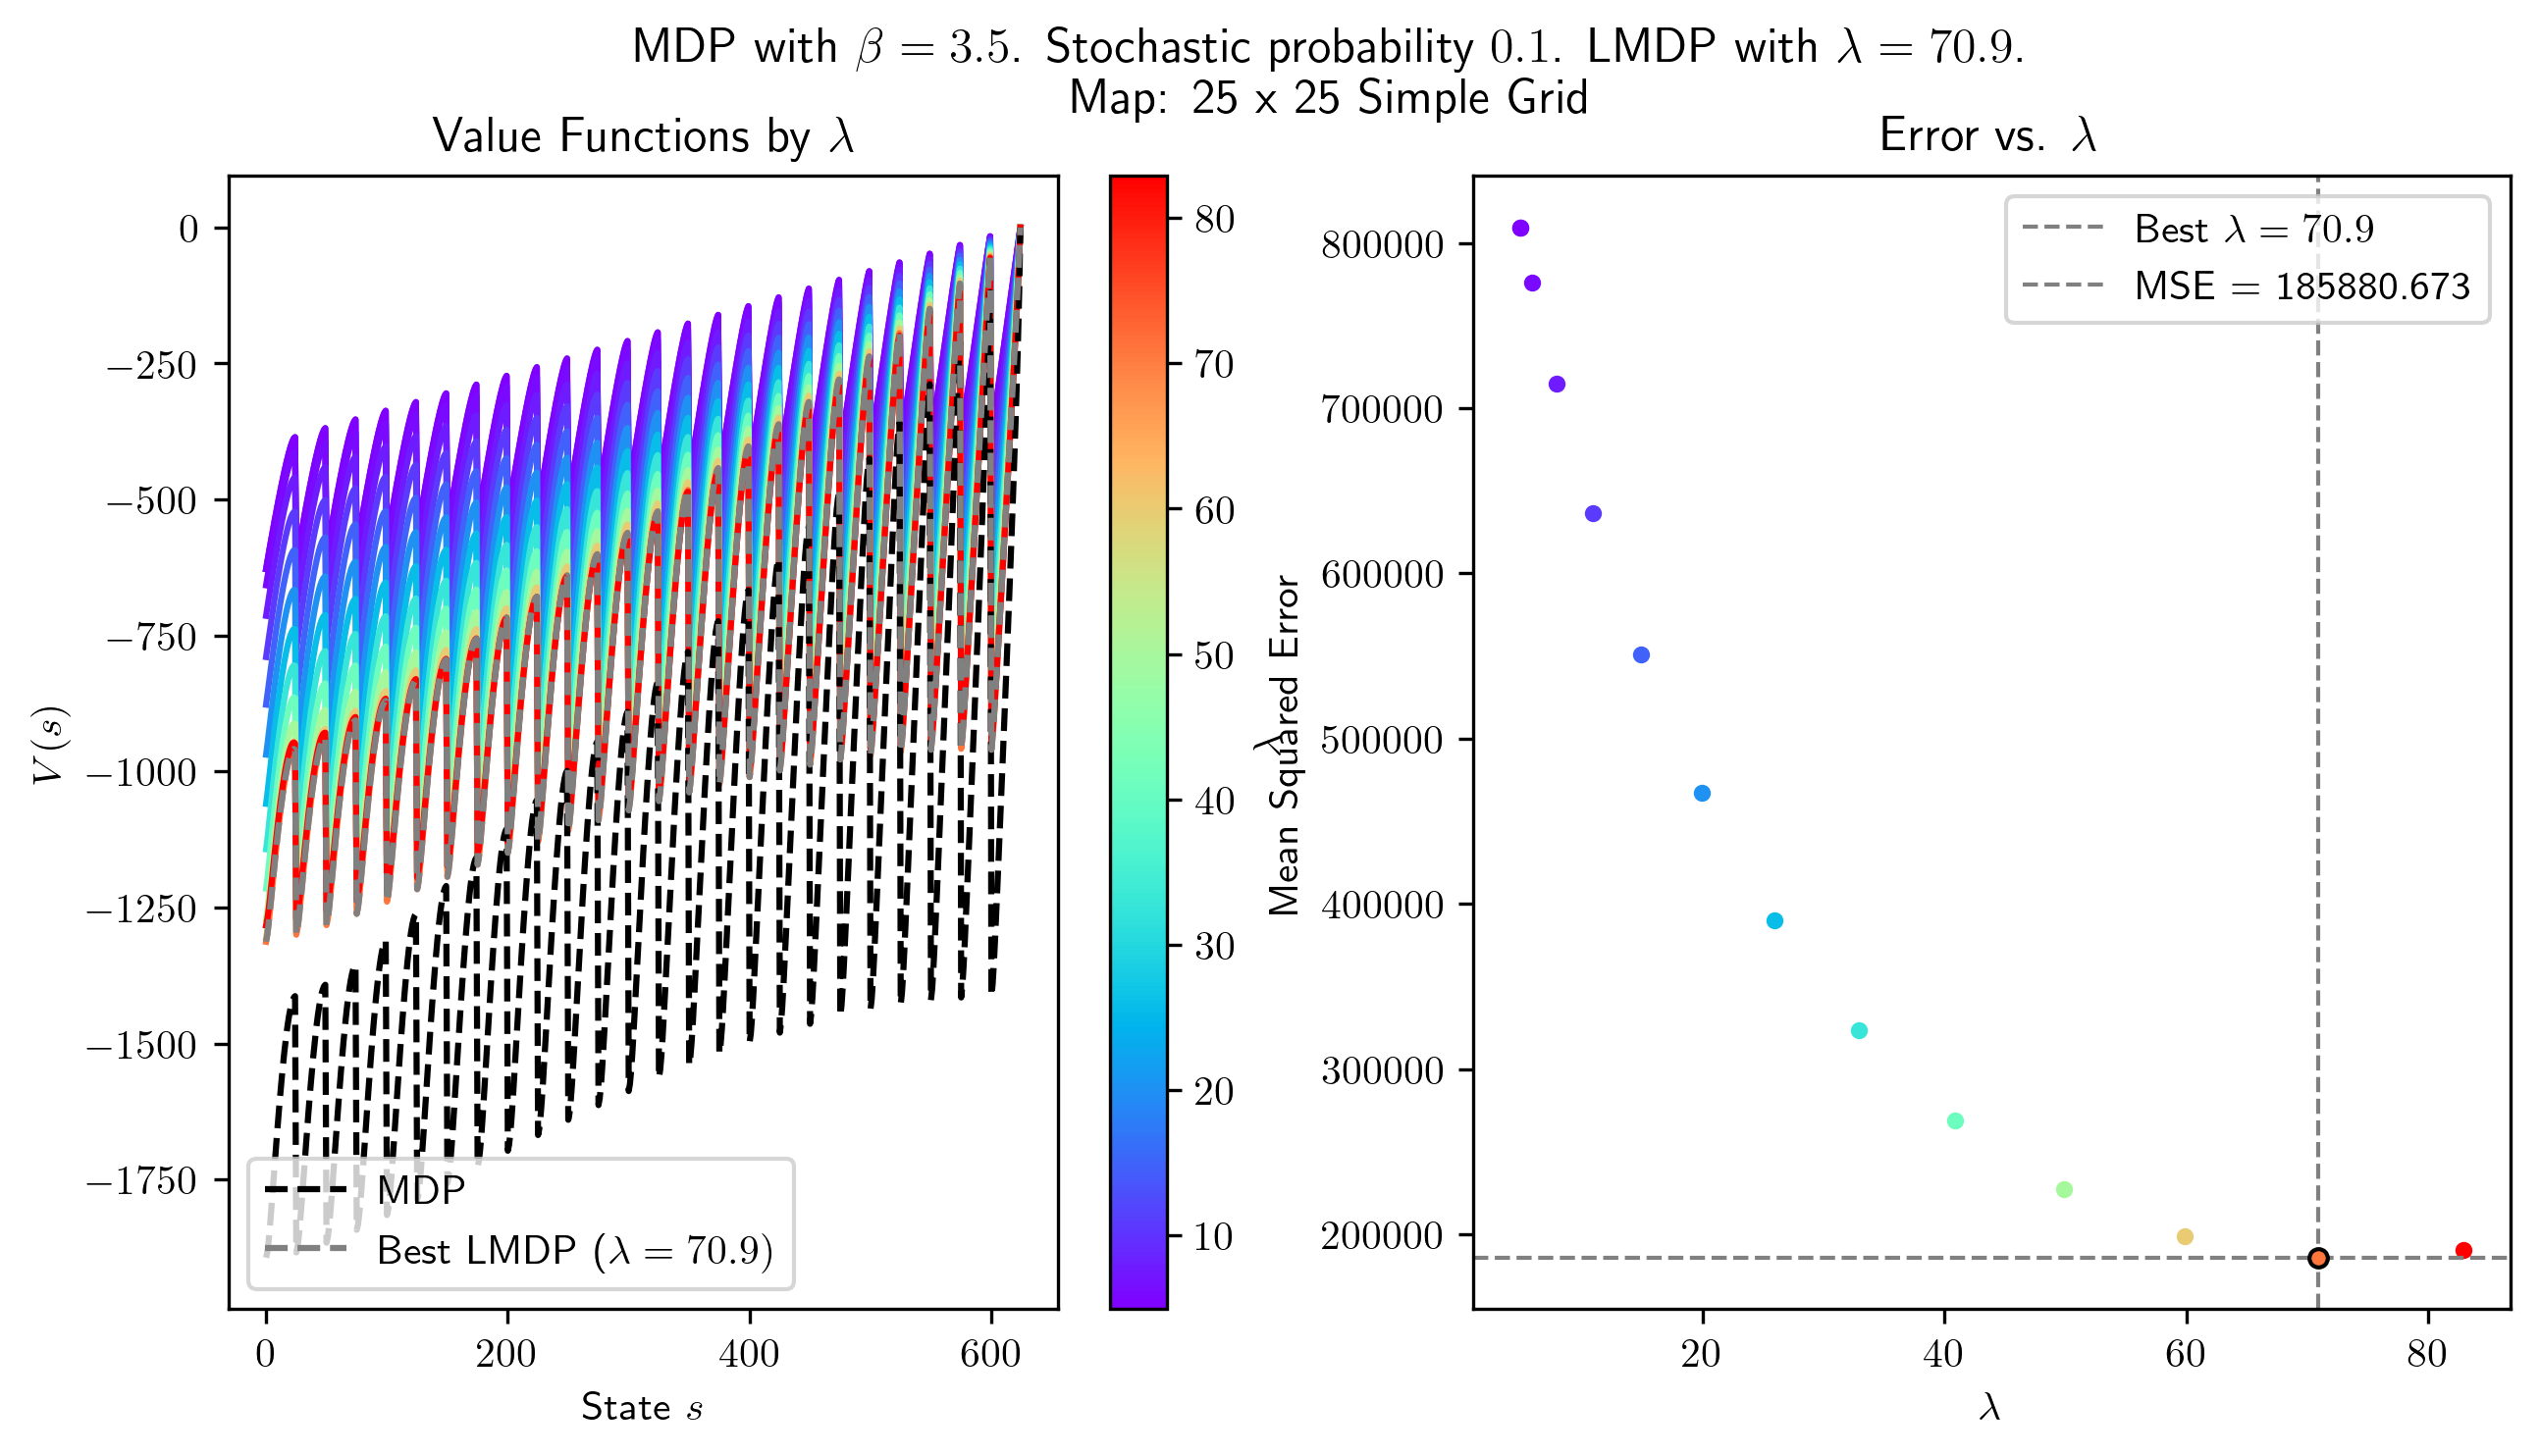 MDP with β = 3.5. Stochastic probability 0.1. LMDP with λ = 70.9.
Map: 25 x 25 Simple Grid
Value Functions by λ
0
−250
−500
−750
−1000
−1250
−1500
−1750
V(s)
0
200
400
600
State s
MDP
Best LMDP (λ = 70.9)
80
70
60
50
40
30
20
10
λ
Error vs. λ
800000
700000
600000
500000
400000
300000
200000
Mean Squared Error
20
40
60
80
λ
Best λ = 70.9
MSE = 185880.673